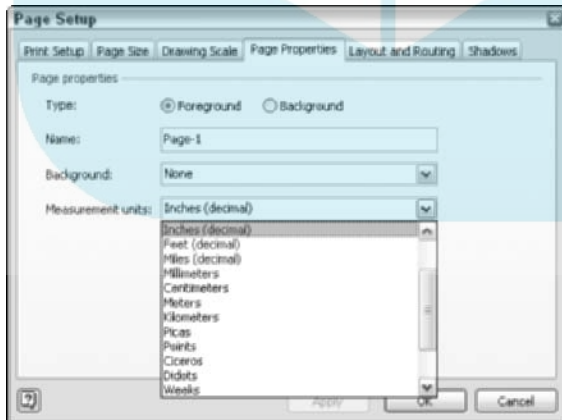 Page Setup
Print Setup Page Size Drawing Scale Page Properties Layout and Routing Shadows
Page properties
Type: Foreground Background
Name: Page-1
Background: None
Measurement units: Inches (decimal)
Inches (decimal)
Feet (decimal)
Miles (decimal)
Millimeters
Centimeters
Meters
Kilometers
Picas
Points
Ciceros
Didots
Weeks
Apply OK Cancel